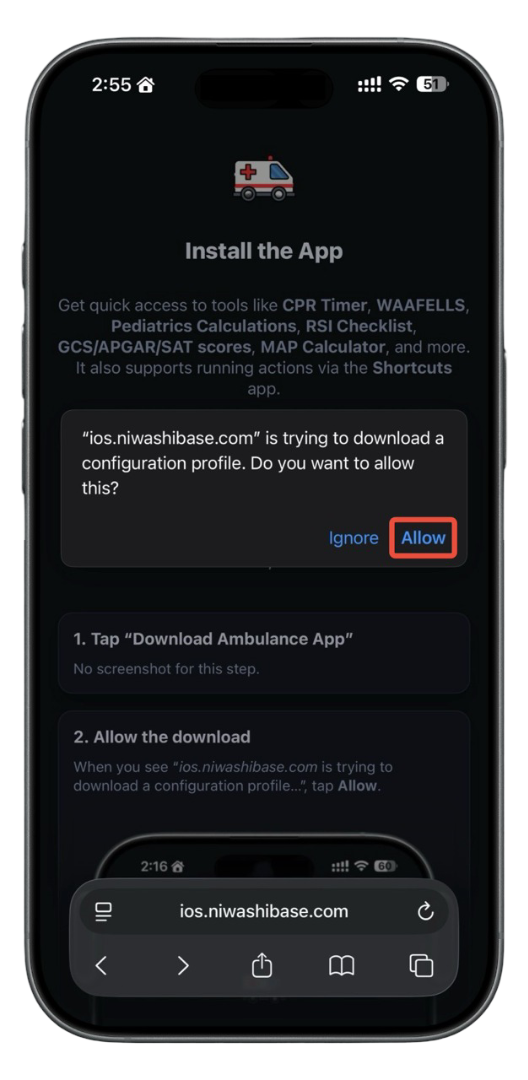 2:55
51
Install the App
Get quick access to tools like CPR Timer, WAAFELLS,
Pediatrics Calculations, RSI Checklist,
GCS/APGAR/SAT scores, MAP Calculator, and more.
It also supports running actions via the Shortcuts
app.
“ios.niwashibase.com” is trying to download a
configuration profile. Do you want to allow
this?
Ignore Allow
1. Tap “Download Ambulance App”
No screenshot for this step.
2. Allow the download
When you see “ios.niwashibase.com is trying to
download a configuration profile…”, tap Allow.
2:16
60
ios.niwashibase.com